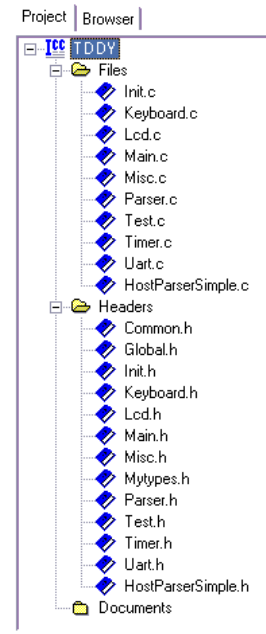 Project Browser
ICC TDDY
Files
Init.c
Keyboard.c
Lcd.c
Main.c
Misc.c
Parser.c
Test.c
Timer.c
Uart.c
HostParserSimple.c
Headers
Common.h
Global.h
Init.h
Keyboard.h
Lcd.h
Main.h
Misc.h
Mytypes.h
Parser.h
Test.h
Timer.h
Uart.h
HostParserSimple.h
Documents